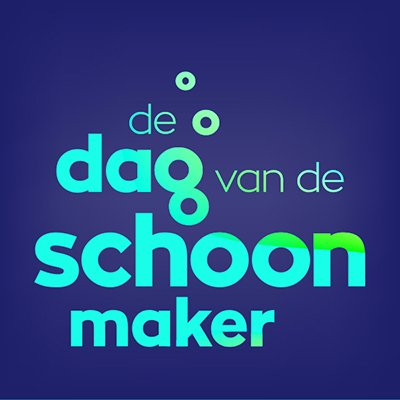 de
dag van de
schoon
maker